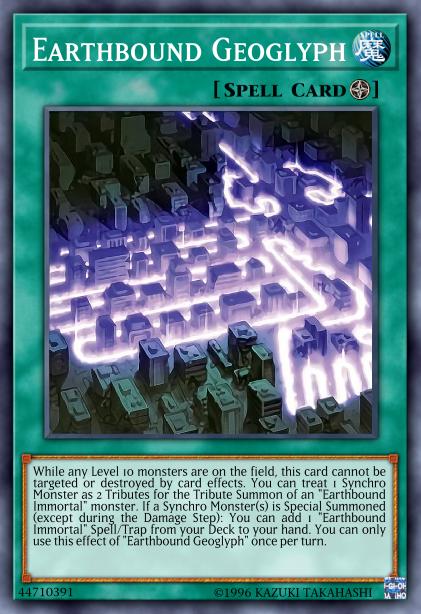 Earthbound Geoglyph
SPELL
魔
[Spell Card]
While any Level 10 monsters are on the field, this card cannot be
targeted or destroyed by card effects. You can treat 1 Synchro
Monster as 2 Tributes for the Tribute Summon of an "Earthbound
Immortal" monster. If a Synchro Monster(s) is Special Summoned
(except during the Damage Step): You can add 1 "Earthbound
Immortal" Spell/Trap from your Deck to your hand. You can only
use this effect of "Earthbound Geoglyph" once per turn.
44710391 ©1996 KAZUKI TAKAHASHI